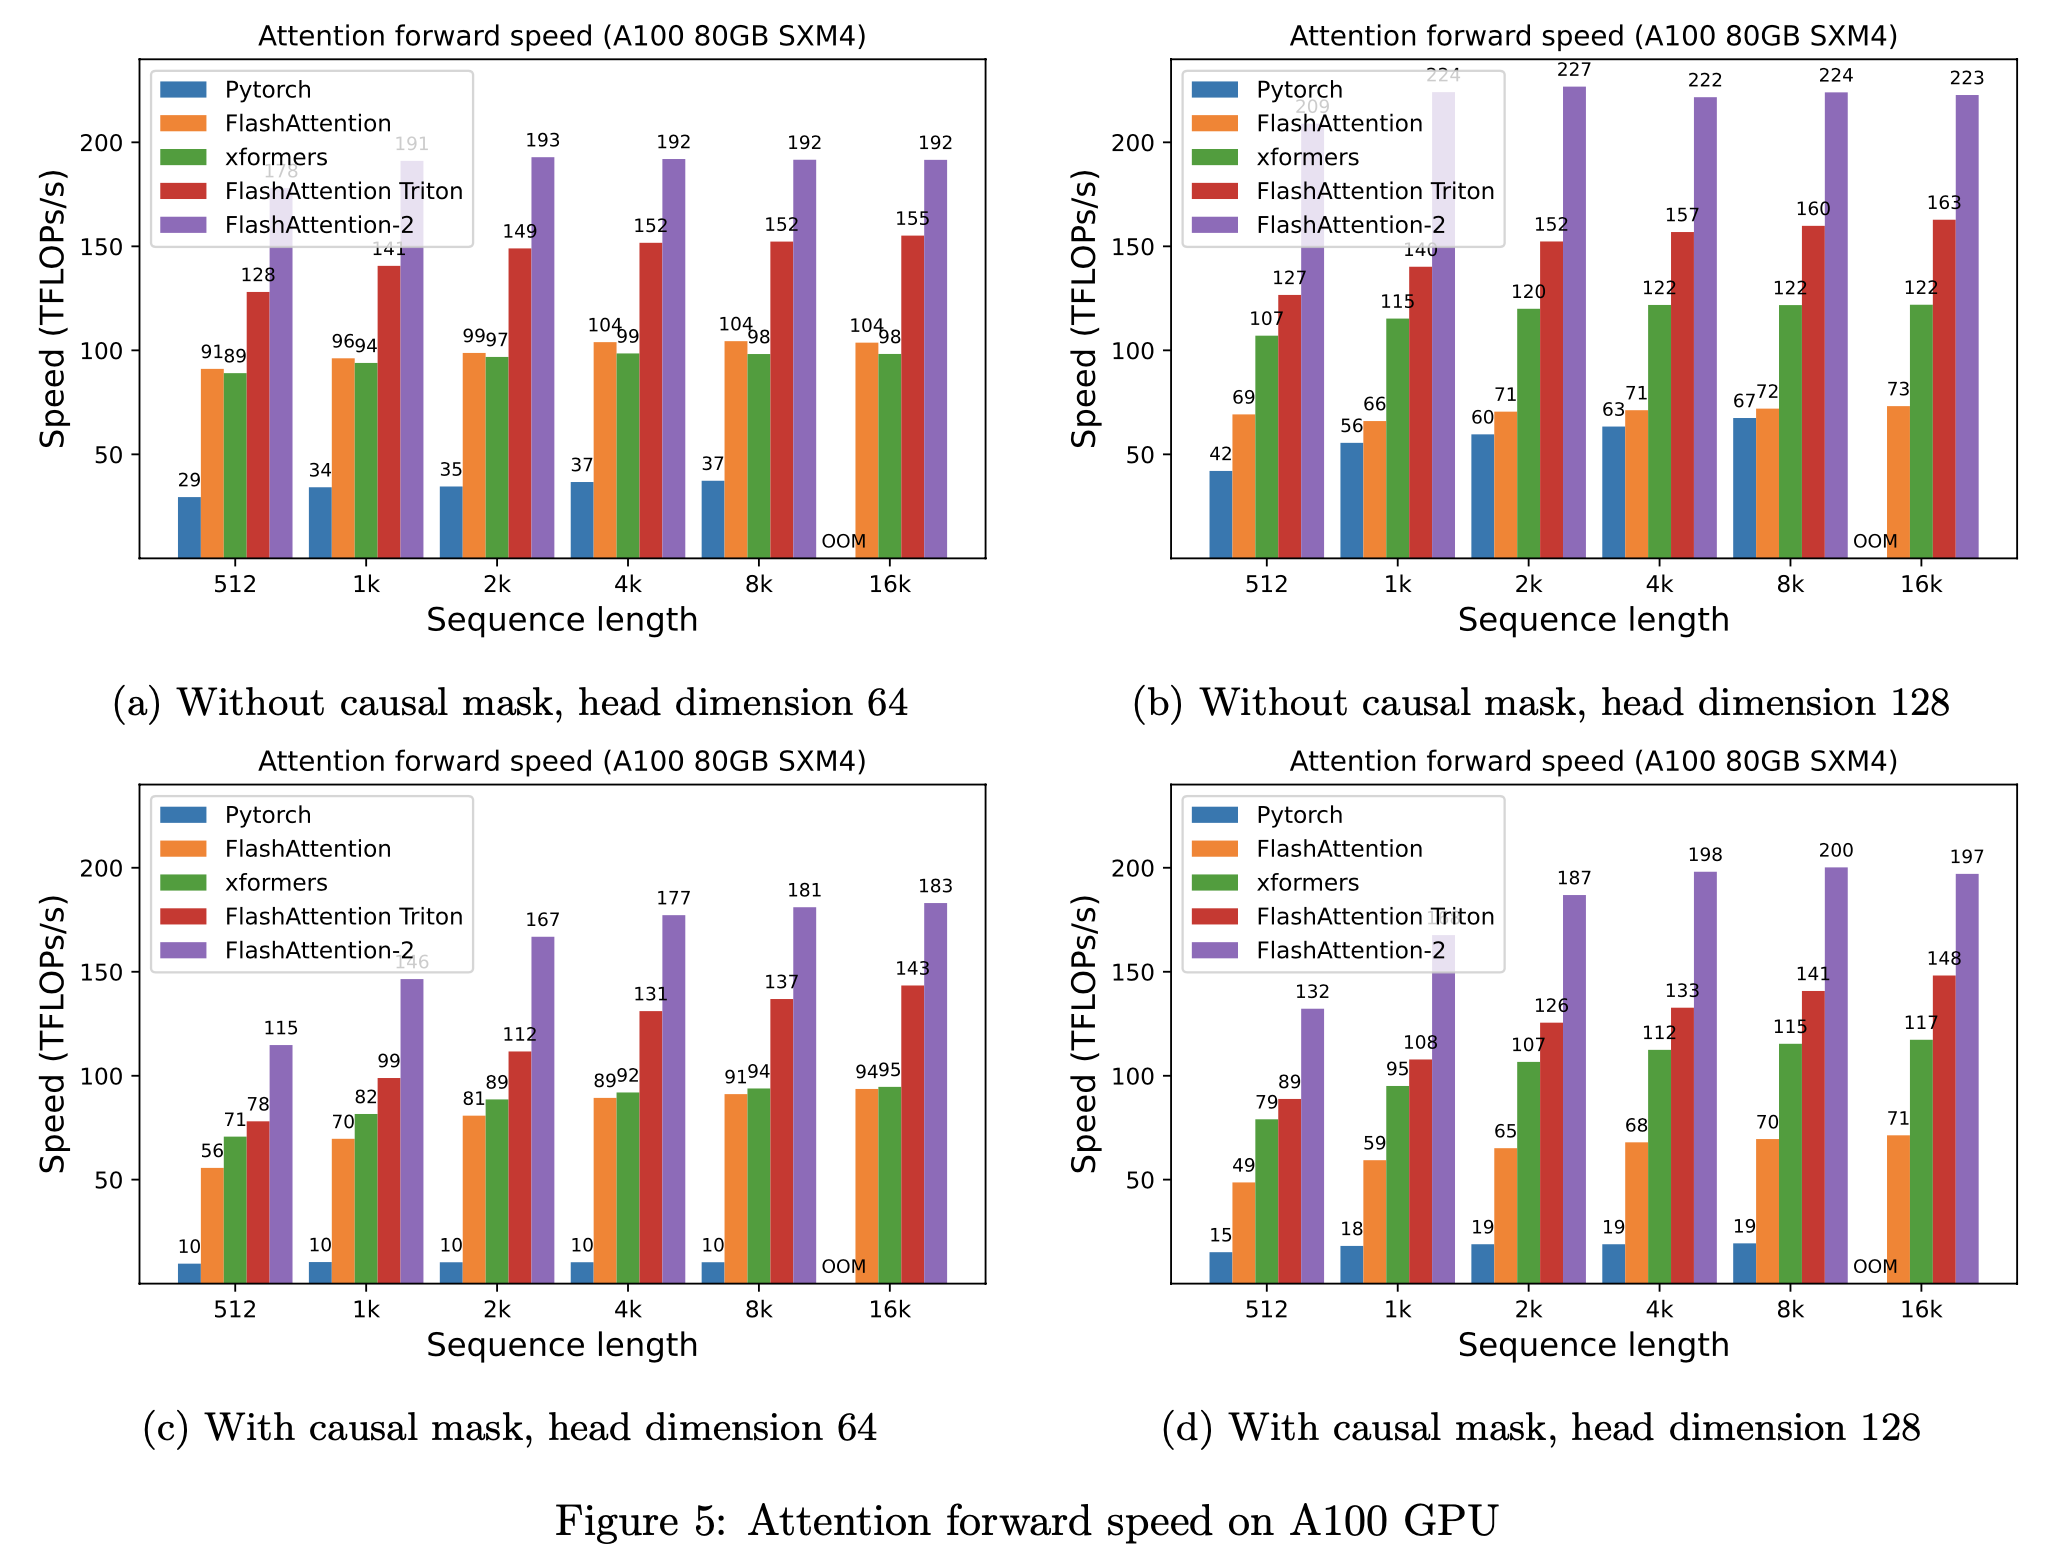 Attention forward speed (A100 80GB SXM4)
Pytorch
FlashAttention
xformers
FlashAttention Triton
FlashAttention-2
Speed (TFLOPs/s)
200
150
100
50
29 91 89 128 178
34 96 94 141 191
35 99 97 149 193
37 104 99 152 192
37 104 98 152 192
OOM 104 98 155 192
512 1k 2k 4k 8k 16k
Sequence length
(a) Without causal mask, head dimension 64
Attention forward speed (A100 80GB SXM4)
Pytorch
FlashAttention
xformers
FlashAttention Triton
FlashAttention-2
Speed (TFLOPs/s)
200
150
100
50
42 69 107 127 209
56 66 115 140 224
60 71 120 152 227
63 71 122 157 222
67 72 122 160 224
OOM 73 122 163 223
512 1k 2k 4k 8k 16k
Sequence length
(b) Without causal mask, head dimension 128
Attention forward speed (A100 80GB SXM4)
Pytorch
FlashAttention
xformers
FlashAttention Triton
FlashAttention-2
Speed (TFLOPs/s)
200
150
100
50
10 56 71 78 115
10 70 82 99 146
10 81 89 112 167
10 89 92 131 177
10 91 94 137 181
OOM 94 95 143 183
512 1k 2k 4k 8k 16k
Sequence length
(c) With causal mask, head dimension 64
Attention forward speed (A100 80GB SXM4)
Pytorch
FlashAttention
xformers
FlashAttention Triton
FlashAttention-2
Speed (TFLOPs/s)
200
150
100
50
15 49 79 89 132
18 59 95 108
19 65 107 126 187
19 68 112 133 198
19 70 115 141 200
OOM 71 117 148 197
512 1k 2k 4k 8k 16k
Sequence length
(d) With causal mask, head dimension 128
Figure 5: Attention forward speed on A100 GPU